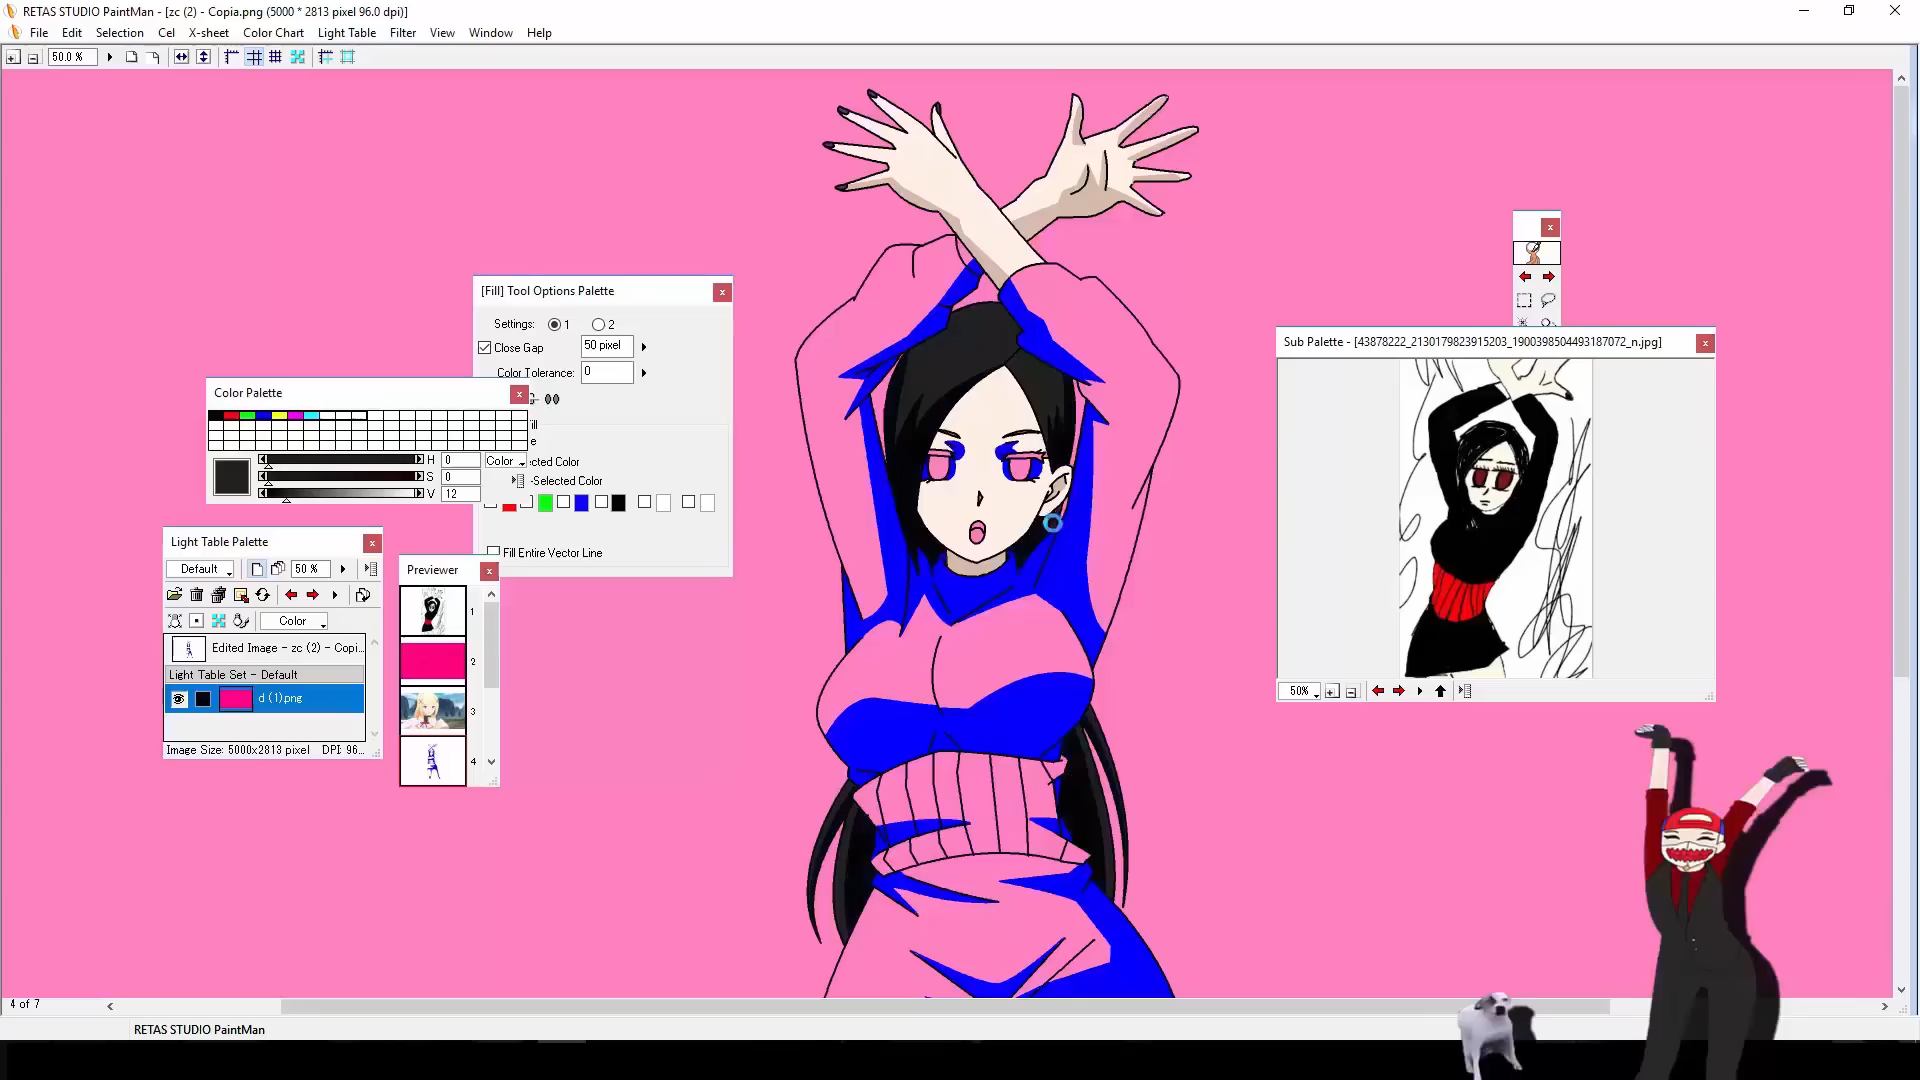 RETAS STUDIO PaintMan - [zc (2) - Copia.png (5000 * 2813 pixel 96.0 dpi)]
File Edit Selection Cel X-sheet Color Chart Light Table Filter View Window Help
50.0 %
[Fill] Tool Options Palette
Settings: 1 2
Close Gap 50 pixel
Color Tolerance: 0
Color Palette
ill
e
H 0 Color
cted Color
S 0
-Selected Color
V 12
Fill Entire Vector Line
Light Table Palette
Default 50 %
Color
Edited Image - zc (2) - Copi...
Light Table Set - Default
d (1).png
Image Size: 5000x2813 pixel DPI: 96...
Previewer
1
2
3
4
Sub Palette - [43878222_2130179823915203_1900398504493187072_n.jpg]
50%
4 of 7
RETAS STUDIO PaintMan